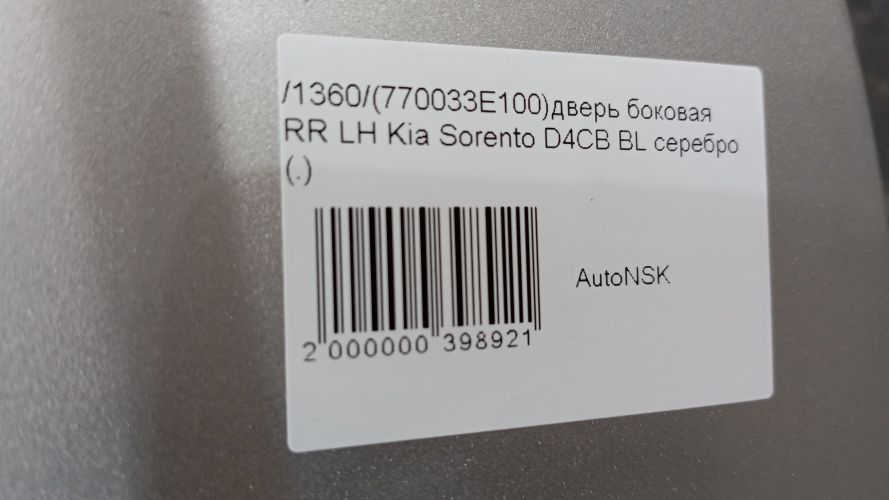 /1360/(770033E100)дверь боковая
RR LH Kia Sorento D4CB BL серебро
(.)
AutoNSK
2 000000 398921